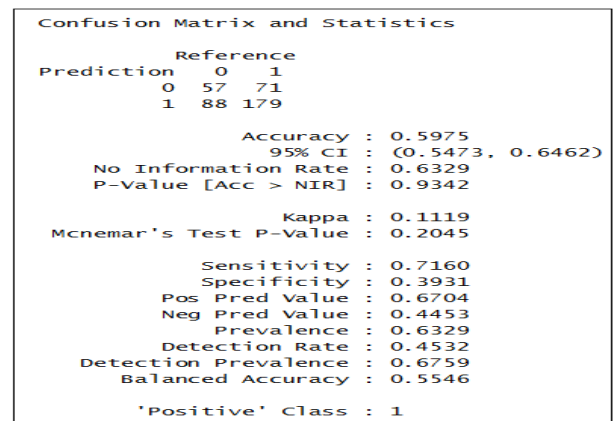 Confusion Matrix and Statistics
Reference
Prediction 0 1
0 57 71
1 88 179
Accuracy : 0.5975
95% CI : (0.5473, 0.6462)
No Information Rate : 0.6329
P-Value [Acc > NIR] : 0.9342
Kappa : 0.1119
Mcnemar's Test P-Value : 0.2045
Sensitivity : 0.7160
Specificity : 0.3931
Pos Pred Value : 0.6704
Neg Pred Value : 0.4453
Prevalence : 0.6329
Detection Rate : 0.4532
Detection Prevalence : 0.6759
Balanced Accuracy : 0.5546
'Positive' Class : 1